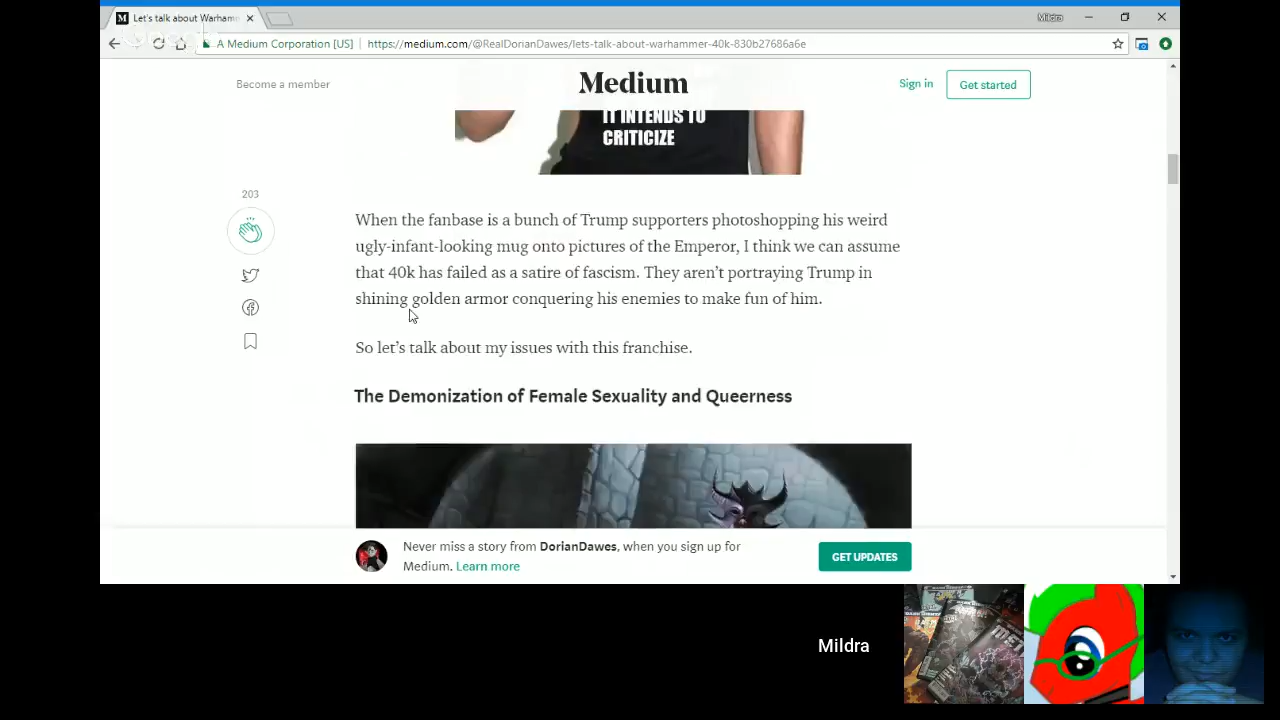 Let's talk about Warham
Mildra
A Medium Corporation [US] | https://medium.com/@RealDorianDawes/lets-talk-about-warhammer-40k-830b27686a6e
Become a member
Medium
Sign in
Get started
IT INTENDS TO
CRITICIZE
203
When the fanbase is a bunch of Trump supporters photoshopping his weird
ugly-infant-looking mug onto pictures of the Emperor, I think we can assume
that 40k has failed as a satire of fascism. They aren't portraying Trump in
shining golden armor conquering his enemies to make fun of him.
So let's talk about my issues with this franchise.
The Demonization of Female Sexuality and Queerness
Never miss a story from DorianDawes, when you sign up for
Medium. Learn more
GET UPDATES
Mildra